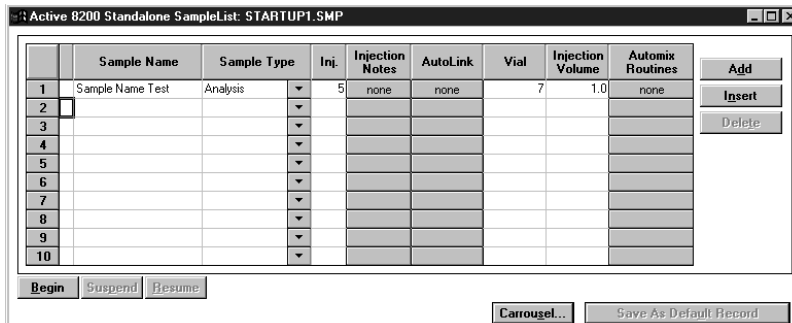 Active 8200 Standalone SampleList: STARTUP1.SMP
Sample Name Sample Type Inj. Injection Notes AutoLink Vial Injection Volume Automix Routines
1 Sample Name Test Analysis 5 none none 7 1.0 none
2
3
4
5
6
7
8
9
10
Add
Insert
Delete
Begin Suspend Resume
Carrousel... Save As Default Record